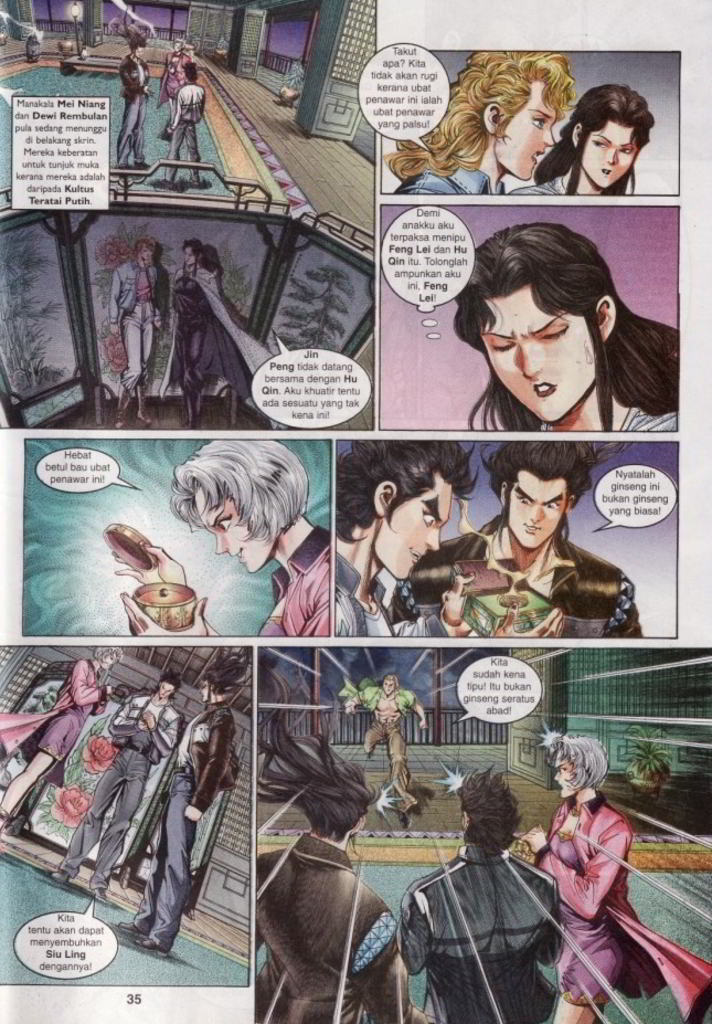 Manakala Mei Niang
dan Dewi Rembulan
pula sedang menunggu
di belakang skrin.
Mereka keberatan
untuk tunjuk muka
kerana mereka adalah
daripada Kultus
Teratai Putih.
Takut
apa? Kita
tidak akan rugi
kerana ubat
penawar ini ialah
ubat penawar
yang palsu!
Jin
Peng tidak datang
bersama dengan Hu
Qin. Aku khuatir tentu
ada sesuatu yang tak
kena ini!
Demi
anakku aku
terpaksa menipu
Feng Lei dan Hu
Qin itu. Tolonglah
ampunkan aku
ini, Feng
Lei!
Hebat
betul bau ubat
penawar ini!
Nyatalah
ginseng ini
bukan ginseng
yang biasa!
Kita
tentu akan dapat
menyembuhkan
Siu Ling
dengannya!
Kita
sudah kena
tipu! Itu bukan
ginseng seratus
abad!
35